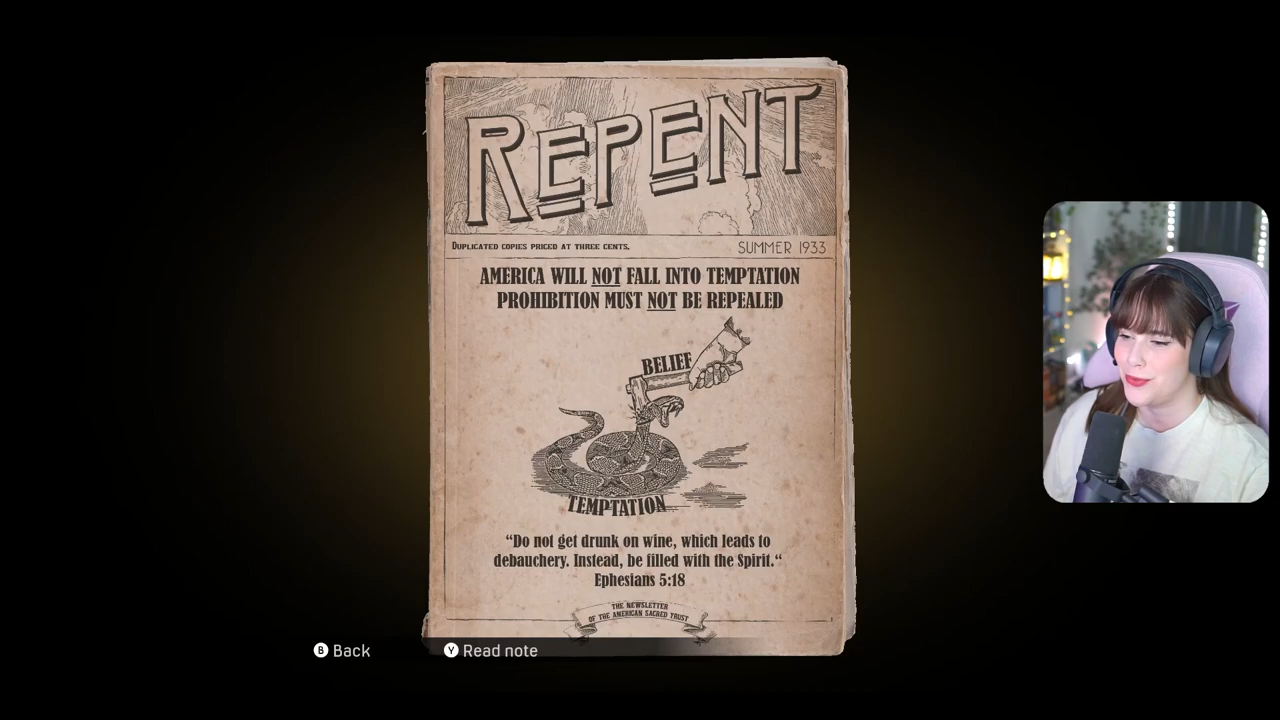 REPENT
DUPLICATED COPIES PRICED AT THREE CENTS.
SUMMER 1933
AMERICA WILL NOT FALL INTO TEMPTATION
PROHIBITION MUST NOT BE REPEALED
BELIEF
TEMPTATION
“Do not get drunk on wine, which leads to
debauchery. Instead, be filled with the Spirit.“
Ephesians 5:18
THE NEWSLETTER
OF THE AMERICAN SACRED TRUST
B Back
Y Read note